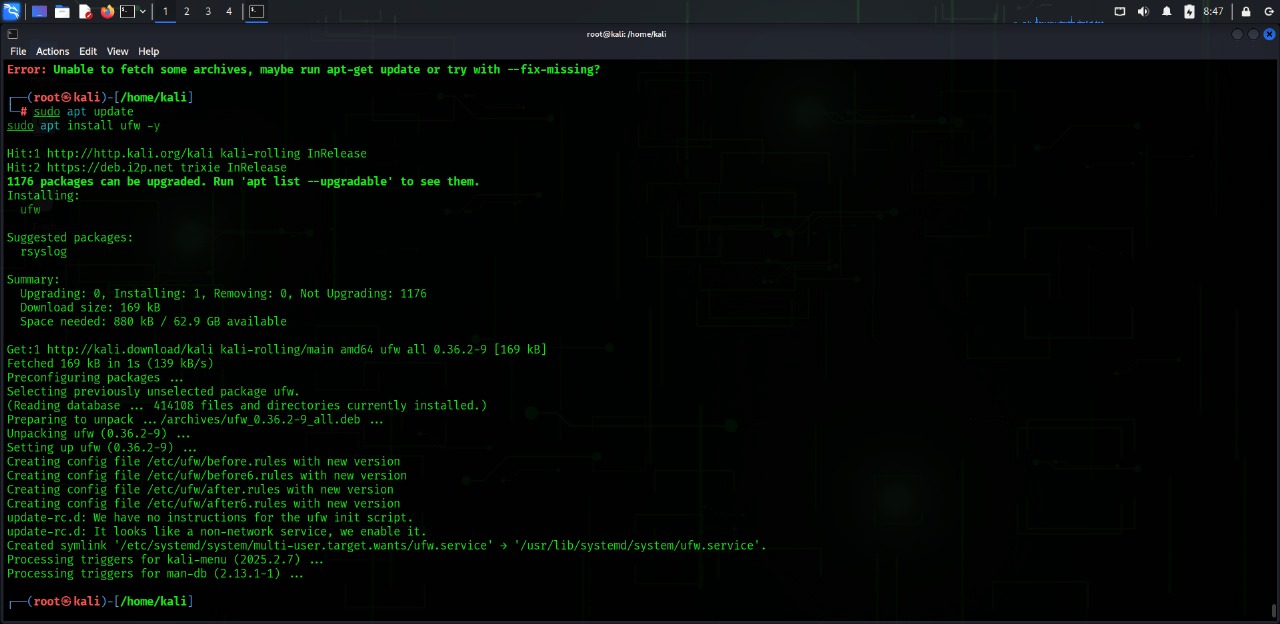 1 2 3 4
8:47
root@kali: /home/kali
File Actions Edit View Help
Error: Unable to fetch some archives, maybe run apt-get update or try with --fix-missing?
┌──(root㉿kali)-[/home/kali]
└─# sudo apt update
sudo apt install ufw -y
Hit:1 http://http.kali.org/kali kali-rolling InRelease
Hit:2 https://deb.i2p.net trixie InRelease
1176 packages can be upgraded. Run 'apt list --upgradable' to see them.
Installing:
  ufw
Suggested packages:
  rsyslog
Summary:
  Upgrading: 0, Installing: 1, Removing: 0, Not Upgrading: 1176
  Download size: 169 kB
  Space needed: 880 kB / 62.9 GB available
Get:1 http://kali.download/kali kali-rolling/main amd64 ufw all 0.36.2-9 [169 kB]
Fetched 169 kB in 1s (139 kB/s)
Preconfiguring packages ...
Selecting previously unselected package ufw.
(Reading database ... 414108 files and directories currently installed.)
Preparing to unpack .../archives/ufw_0.36.2-9_all.deb ...
Unpacking ufw (0.36.2-9) ...
Setting up ufw (0.36.2-9) ...
Creating config file /etc/ufw/before.rules with new version
Creating config file /etc/ufw/before6.rules with new version
Creating config file /etc/ufw/after.rules with new version
Creating config file /etc/ufw/after6.rules with new version
update-rc.d: We have no instructions for the ufw init script.
update-rc.d: It looks like a non-network service, we enable it.
Created symlink '/etc/systemd/system/multi-user.target.wants/ufw.service' → '/usr/lib/systemd/system/ufw.service'.
Processing triggers for kali-menu (2025.2.7) ...
Processing triggers for man-db (2.13.1-1) ...
┌──(root㉿kali)-[/home/kali]